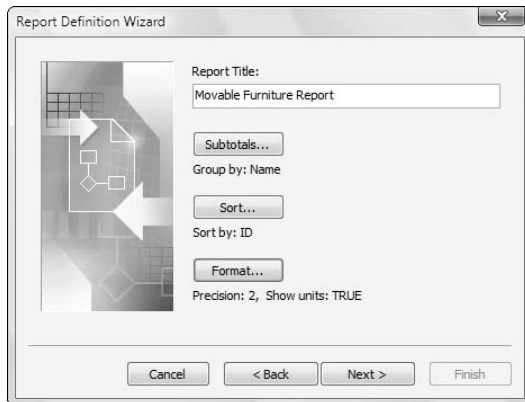 Report Definition Wizard
Report Title:
Movable Furniture Report
Subtotals...
Group by: Name
Sort...
Sort by: ID
Format...
Precision: 2, Show units: TRUE
Cancel
< Back
Next >
Finish